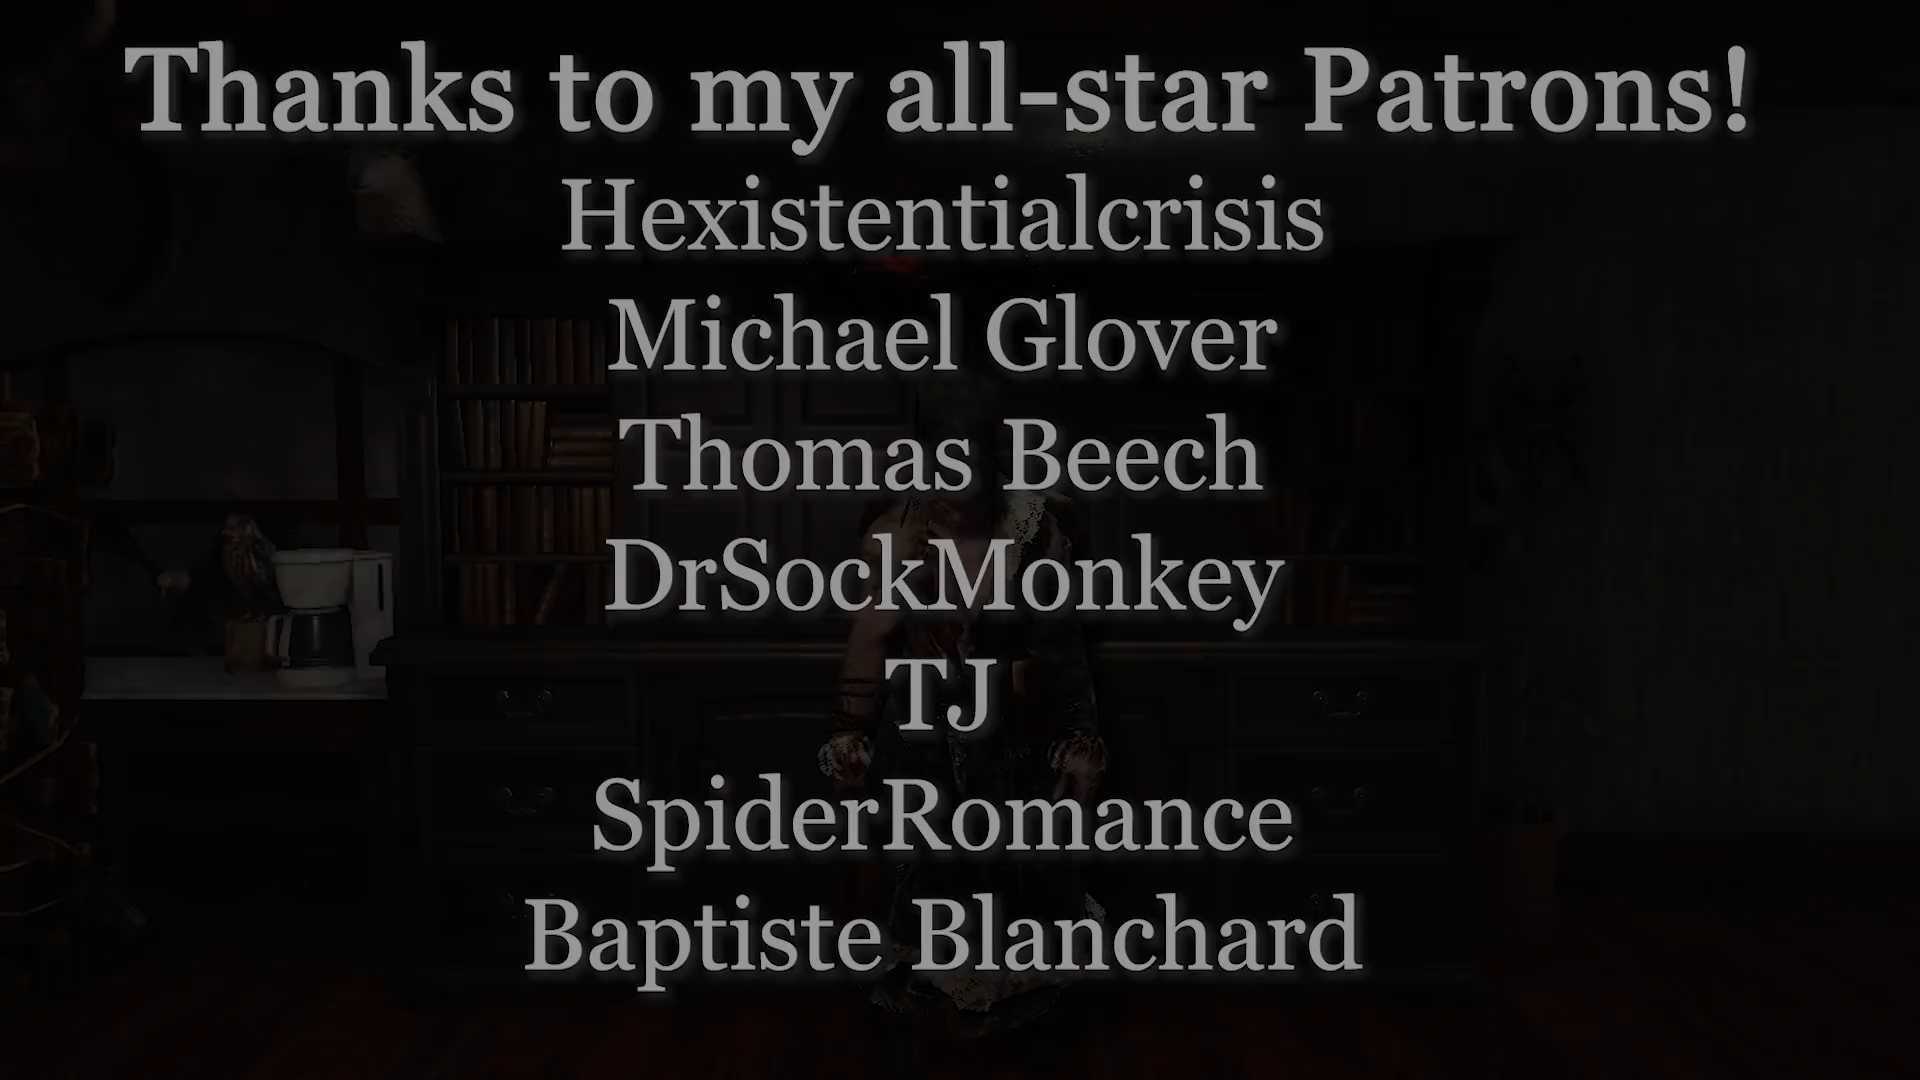 Thanks to my all-star Patrons!
Hexistentialcrisis
Michael Glover
Thomas Beech
DrSockMonkey
TJ
SpiderRomance
Baptiste Blanchard